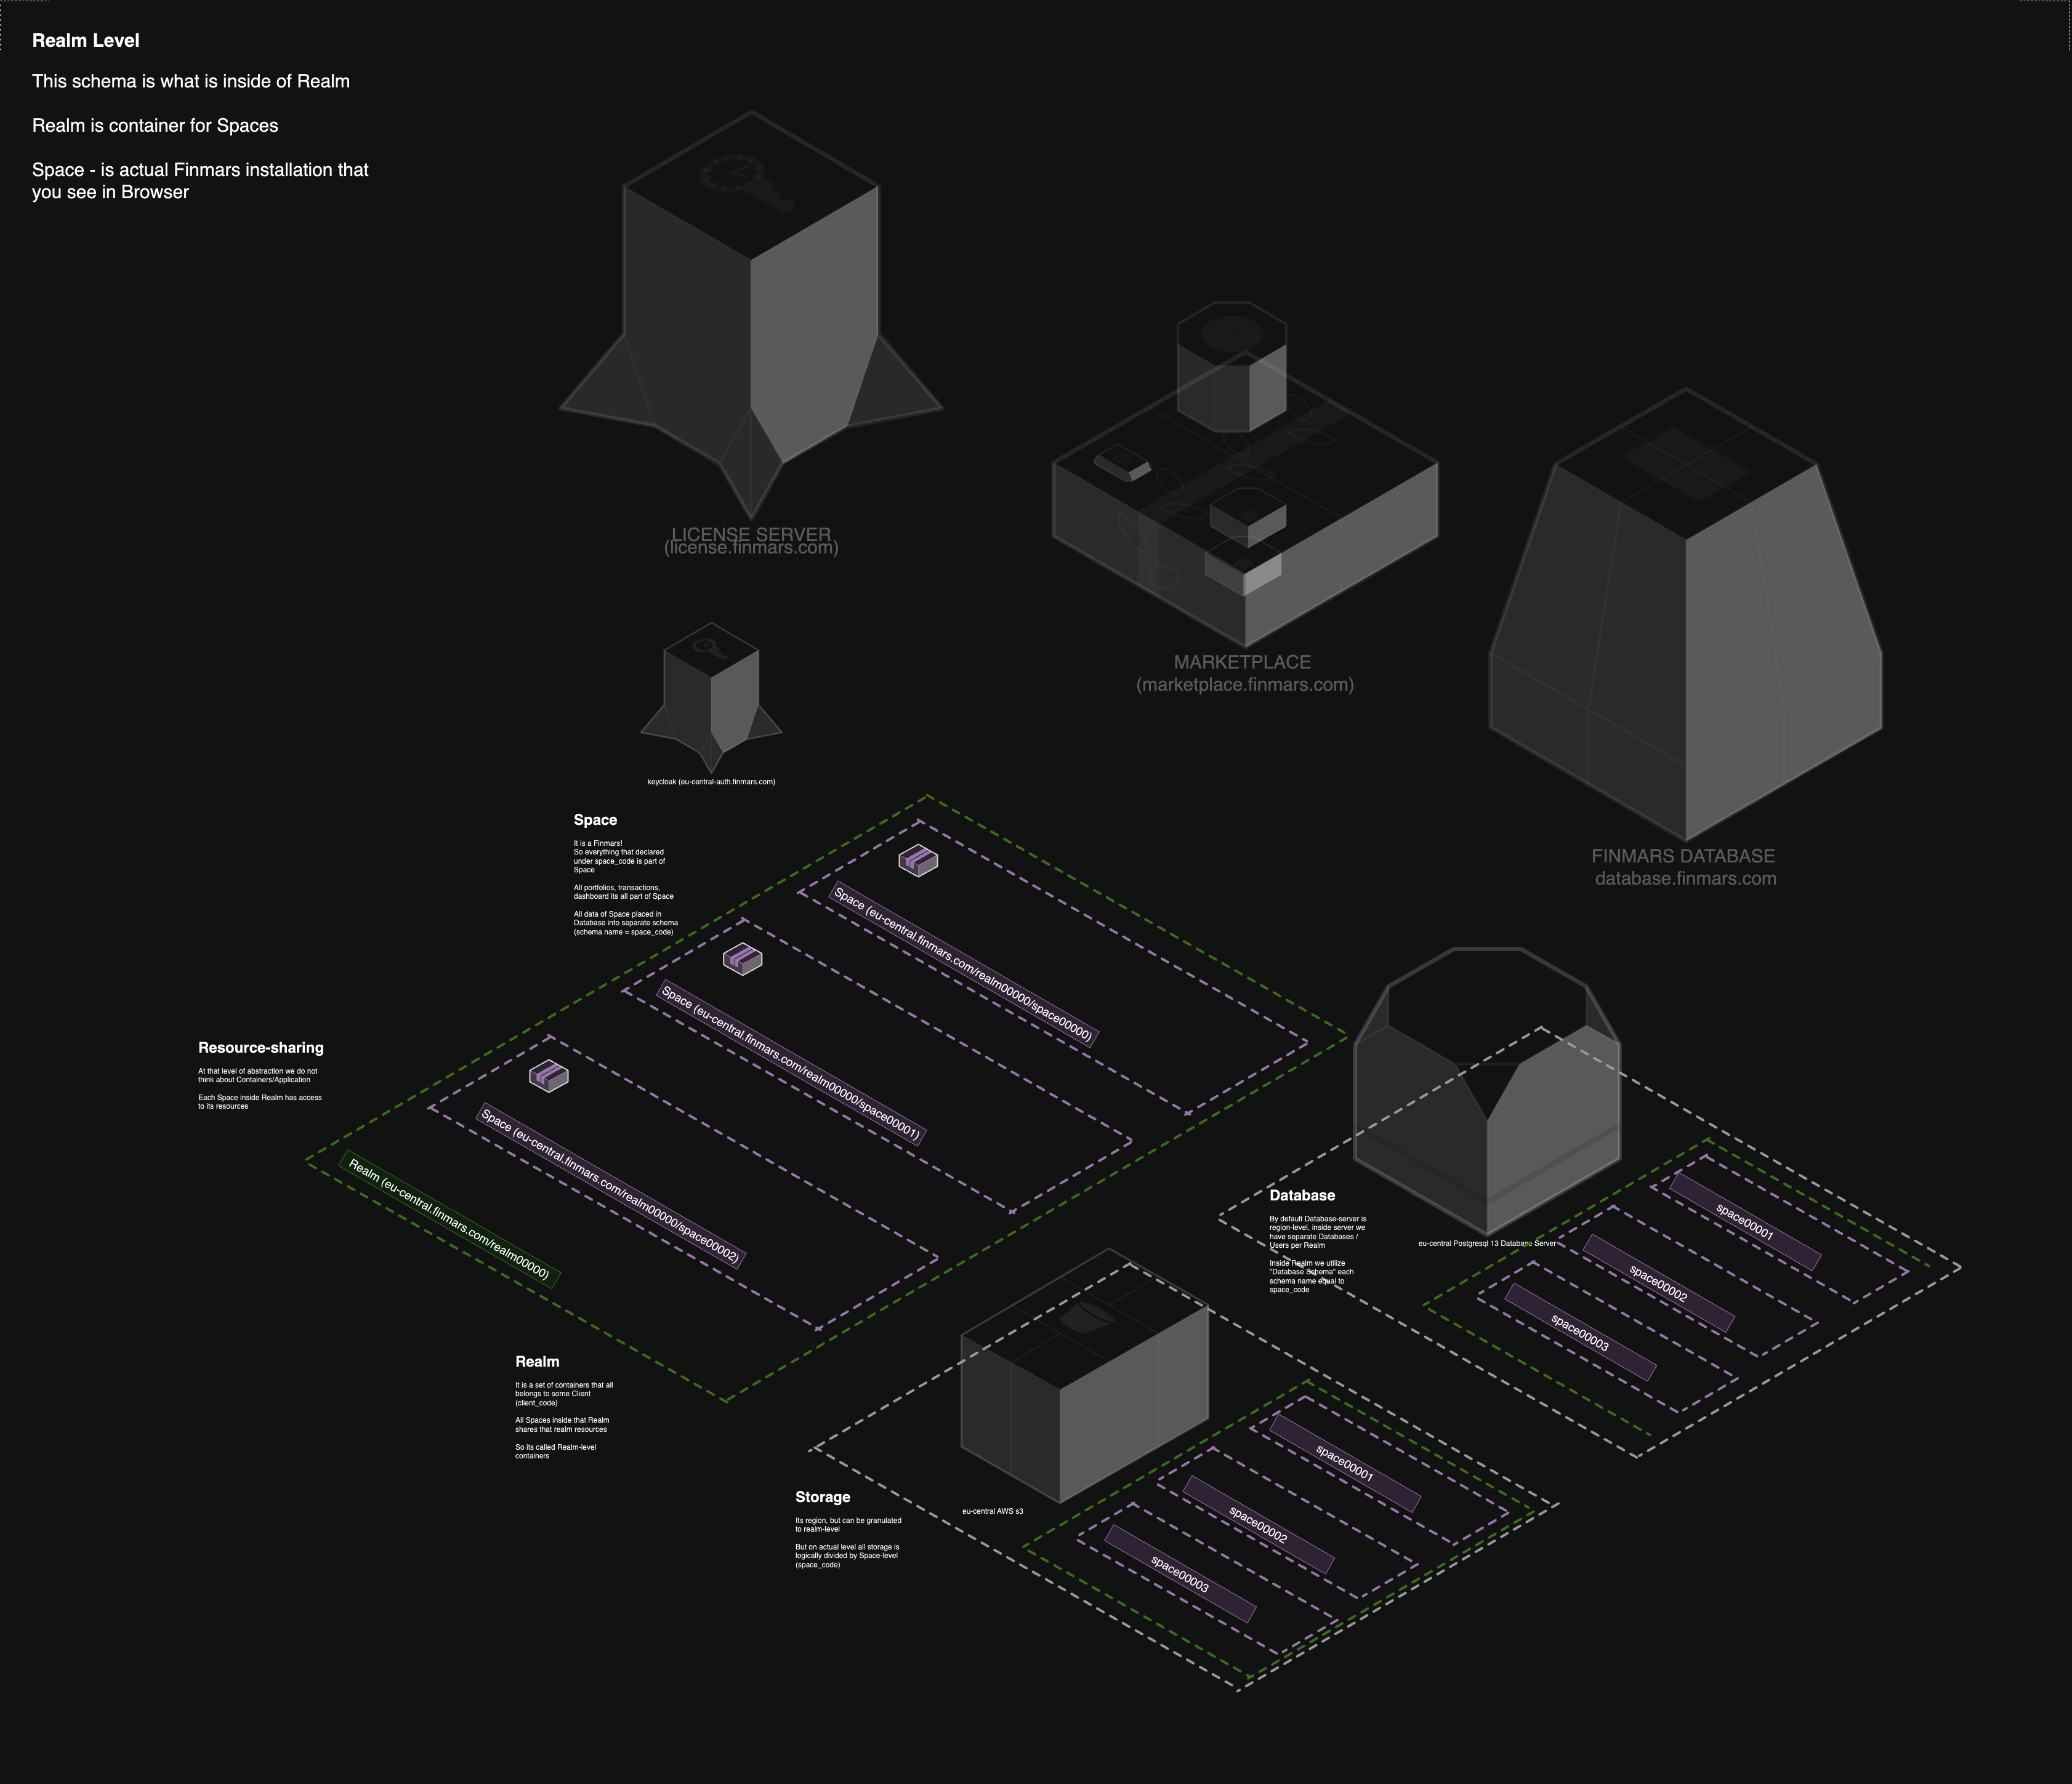 Realm Level
This schema is what is inside of Realm
Realm is container for Spaces
Space - is actual Finmars installation that
you see in Browser
LICENSE SERVER
(license.finmars.com)
MARKETPLACE
(marketplace.finmars.com)
FINMARS DATABASE
database.finmars.com
keycloak (eu-central-auth.finmars.com)
Space
It is a Finmars!
So everything that declared
under space_code is part of
Space
All portfolios, transactions,
dashboard its all part of Space
All data of Space placed in
Database into separate schema
(schema name = space_code)
Space (eu-central.finmars.com/realm00000/space00000)
Space (eu-central.finmars.com/realm00000/space00001)
Space (eu-central.finmars.com/realm00000/space00002)
Realm (eu-central.finmars.com/realm00000)
Resource-sharing
At that level of abstraction we do not
think about Containers/Application
Each Space inside Realm has access
to its resources
Realm
It is a set of containers that all
belongs to some Client
(client_code)
All Spaces inside that Realm
shares that realm resources
So its called Realm-level
containers
Database
By default Database-server is
region-level, inside server we
have separate Databases /
Users per Realm
Inside Realm we utilize
"Database Schema" each
schema name equal to
space_code
eu-central Postgresql 13 Database Server
space00001
space00002
space00003
Storage
Its region, but can be granulated
to realm-level
But on actual level all storage is
logically divided by Space-level
(space_code)
eu-central AWS s3
space00001
space00002
space00003